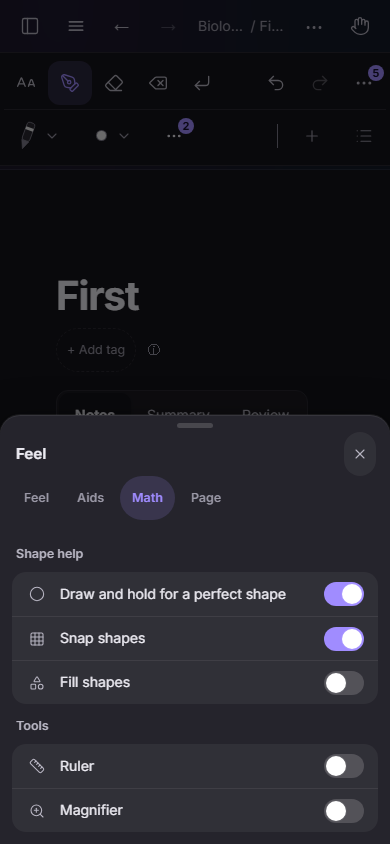 Biolo... / Fi...
AA
5
2
First
+ Add tag
Notes Summary Review
Feel
Feel Aids Math Page
Shape help
Draw and hold for a perfect shape
Snap shapes
Fill shapes
Tools
Ruler
Magnifier